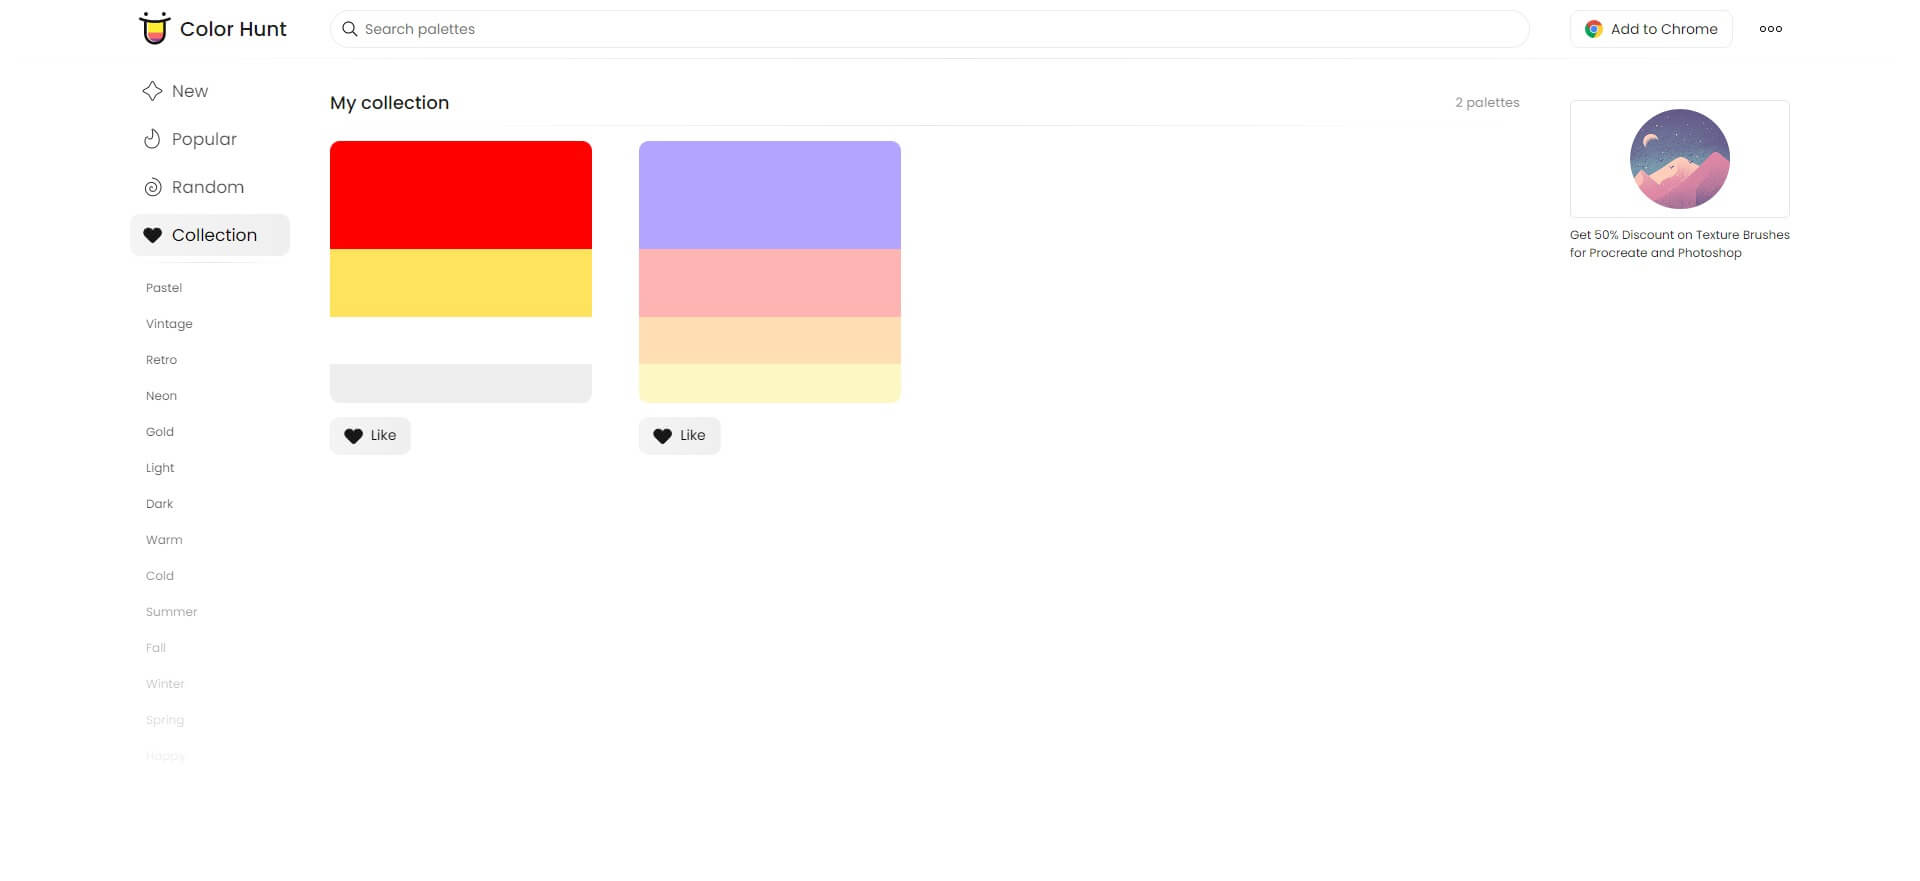 Color Hunt
Search palettes
Add to Chrome
New
Popular
Random
Collection
Pastel
Vintage
Retro
Neon
Gold
Light
Dark
Warm
Cold
Summer
Fall
Winter
Spring
Happy
My collection
2 palettes
Like
Like
Get 50% Discount on Texture Brushes
for Procreate and Photoshop